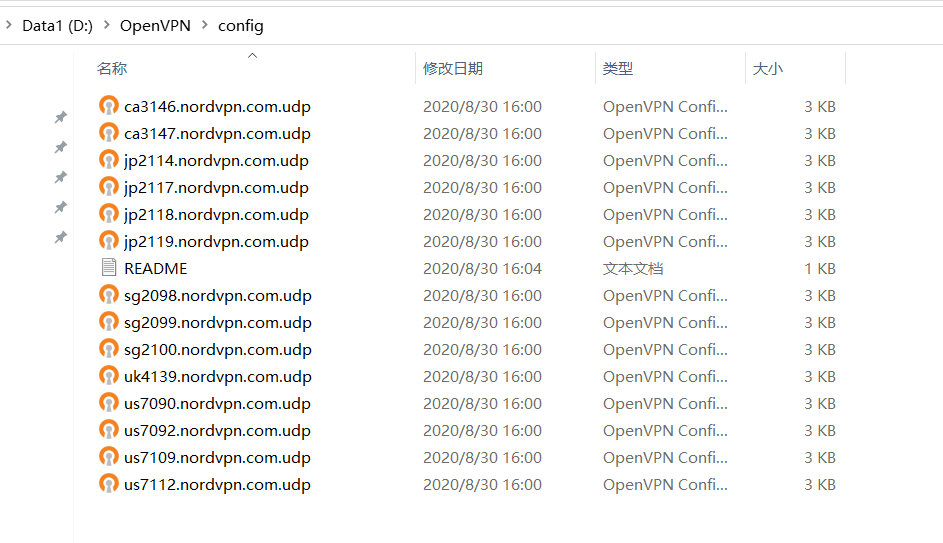 Data1 (D:) > OpenVPN > config
名称 修改日期 类型 大小
ca3146.nordvpn.com.udp 2020/8/30 16:00 OpenVPN Confi... 3 KB
ca3147.nordvpn.com.udp 2020/8/30 16:00 OpenVPN Confi... 3 KB
jp2114.nordvpn.com.udp 2020/8/30 16:00 OpenVPN Confi... 3 KB
jp2117.nordvpn.com.udp 2020/8/30 16:00 OpenVPN Confi... 3 KB
jp2118.nordvpn.com.udp 2020/8/30 16:00 OpenVPN Confi... 3 KB
jp2119.nordvpn.com.udp 2020/8/30 16:00 OpenVPN Confi... 3 KB
README 2020/8/30 16:04 文本文档 1 KB
sg2098.nordvpn.com.udp 2020/8/30 16:00 OpenVPN Confi... 3 KB
sg2099.nordvpn.com.udp 2020/8/30 16:00 OpenVPN Confi... 3 KB
sg2100.nordvpn.com.udp 2020/8/30 16:00 OpenVPN Confi... 3 KB
uk4139.nordvpn.com.udp 2020/8/30 16:00 OpenVPN Confi... 3 KB
us7090.nordvpn.com.udp 2020/8/30 16:00 OpenVPN Confi... 3 KB
us7092.nordvpn.com.udp 2020/8/30 16:00 OpenVPN Confi... 3 KB
us7109.nordvpn.com.udp 2020/8/30 16:00 OpenVPN Confi... 3 KB
us7112.nordvpn.com.udp 2020/8/30 16:00 OpenVPN Confi... 3 KB